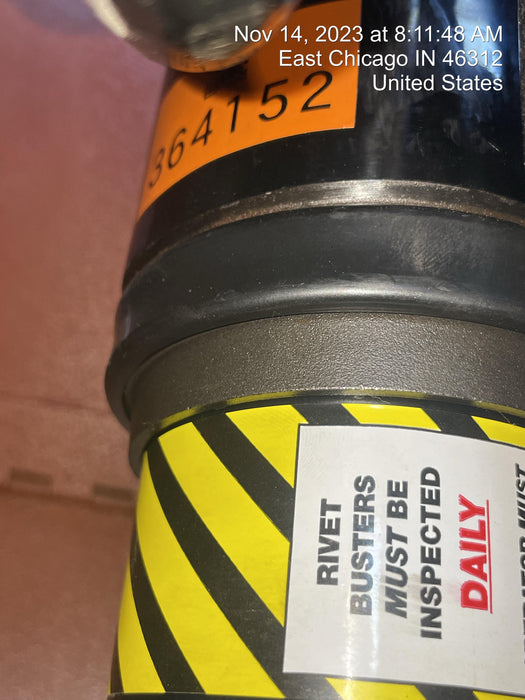 Nov 14, 2023 at 8:11:48 AM
East Chicago IN 46312
United States
364152
RIVET
BUSTERS
MUST BE
INSPECTED
DAILY
MUST